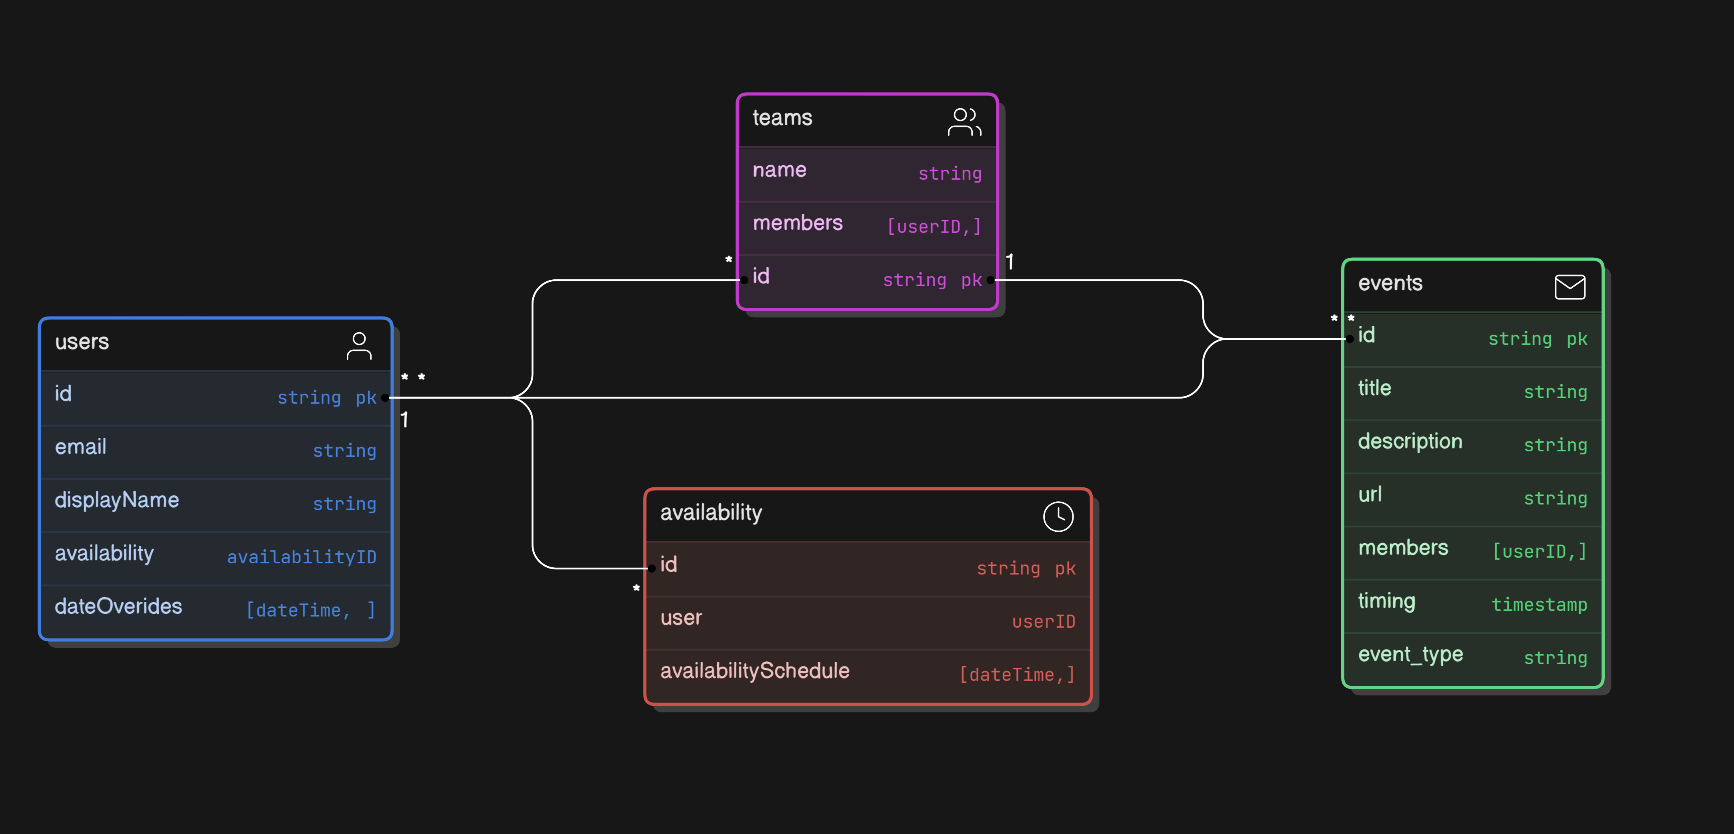 teams
name string
members [userID,]
* id string pk 1
users
id string pk * *
1
email string
displayName string
availability availabilityID
dateOverides [dateTime, ]
availability
id string pk
*
user userID
availabilitySchedule [dateTime,]
events
* *
id string pk
title string
description string
url string
members [userID,]
timing timestamp
event_type string